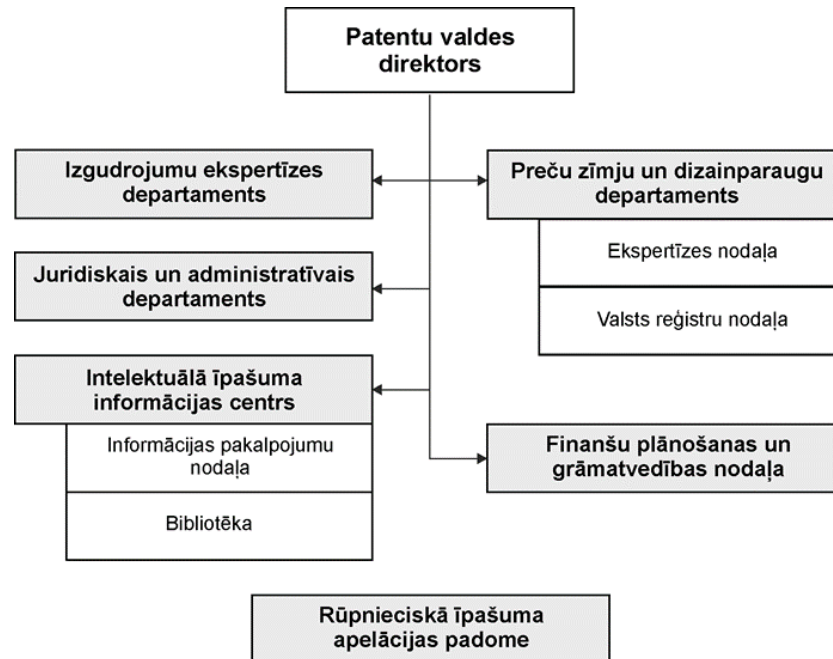 Patentu valdes
direktors
Izgudrojumu ekspertīzes
departaments
Preču zīmju un dizainparaugu
departaments
Ekspertīzes nodaļa
Valsts reģistru nodaļa
Juridiskais un administratīvais
departaments
Intelektuālā īpašuma
informācijas centrs
Informācijas pakalpojumu
nodaļa
Bibliotēka
Finanšu plānošanas un
grāmatvedības nodaļa
Rūpnieciskā īpašuma
apelācijas padome